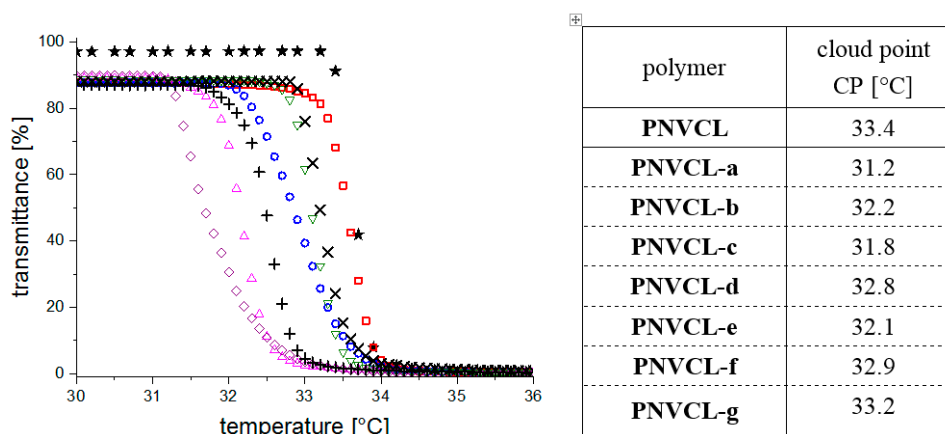 100
80
60
40
20
0
transmittance [%]
30 31 32 33 34 35 36
temperature [°C]
polymer cloud point
CP [°C]
PNVCL 33.4
PNVCL-a 31.2
PNVCL-b 32.2
PNVCL-c 31.8
PNVCL-d 32.8
PNVCL-e 32.1
PNVCL-f 32.9
PNVCL-g 33.2